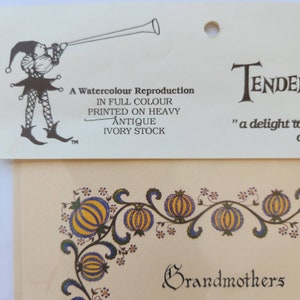 A Watercolour Reproduction
IN FULL COLOUR
PRINTED ON HEAVY
ANTIQUE
IVORY STOCK
TM
TENDE
"a delight
Grandmothers